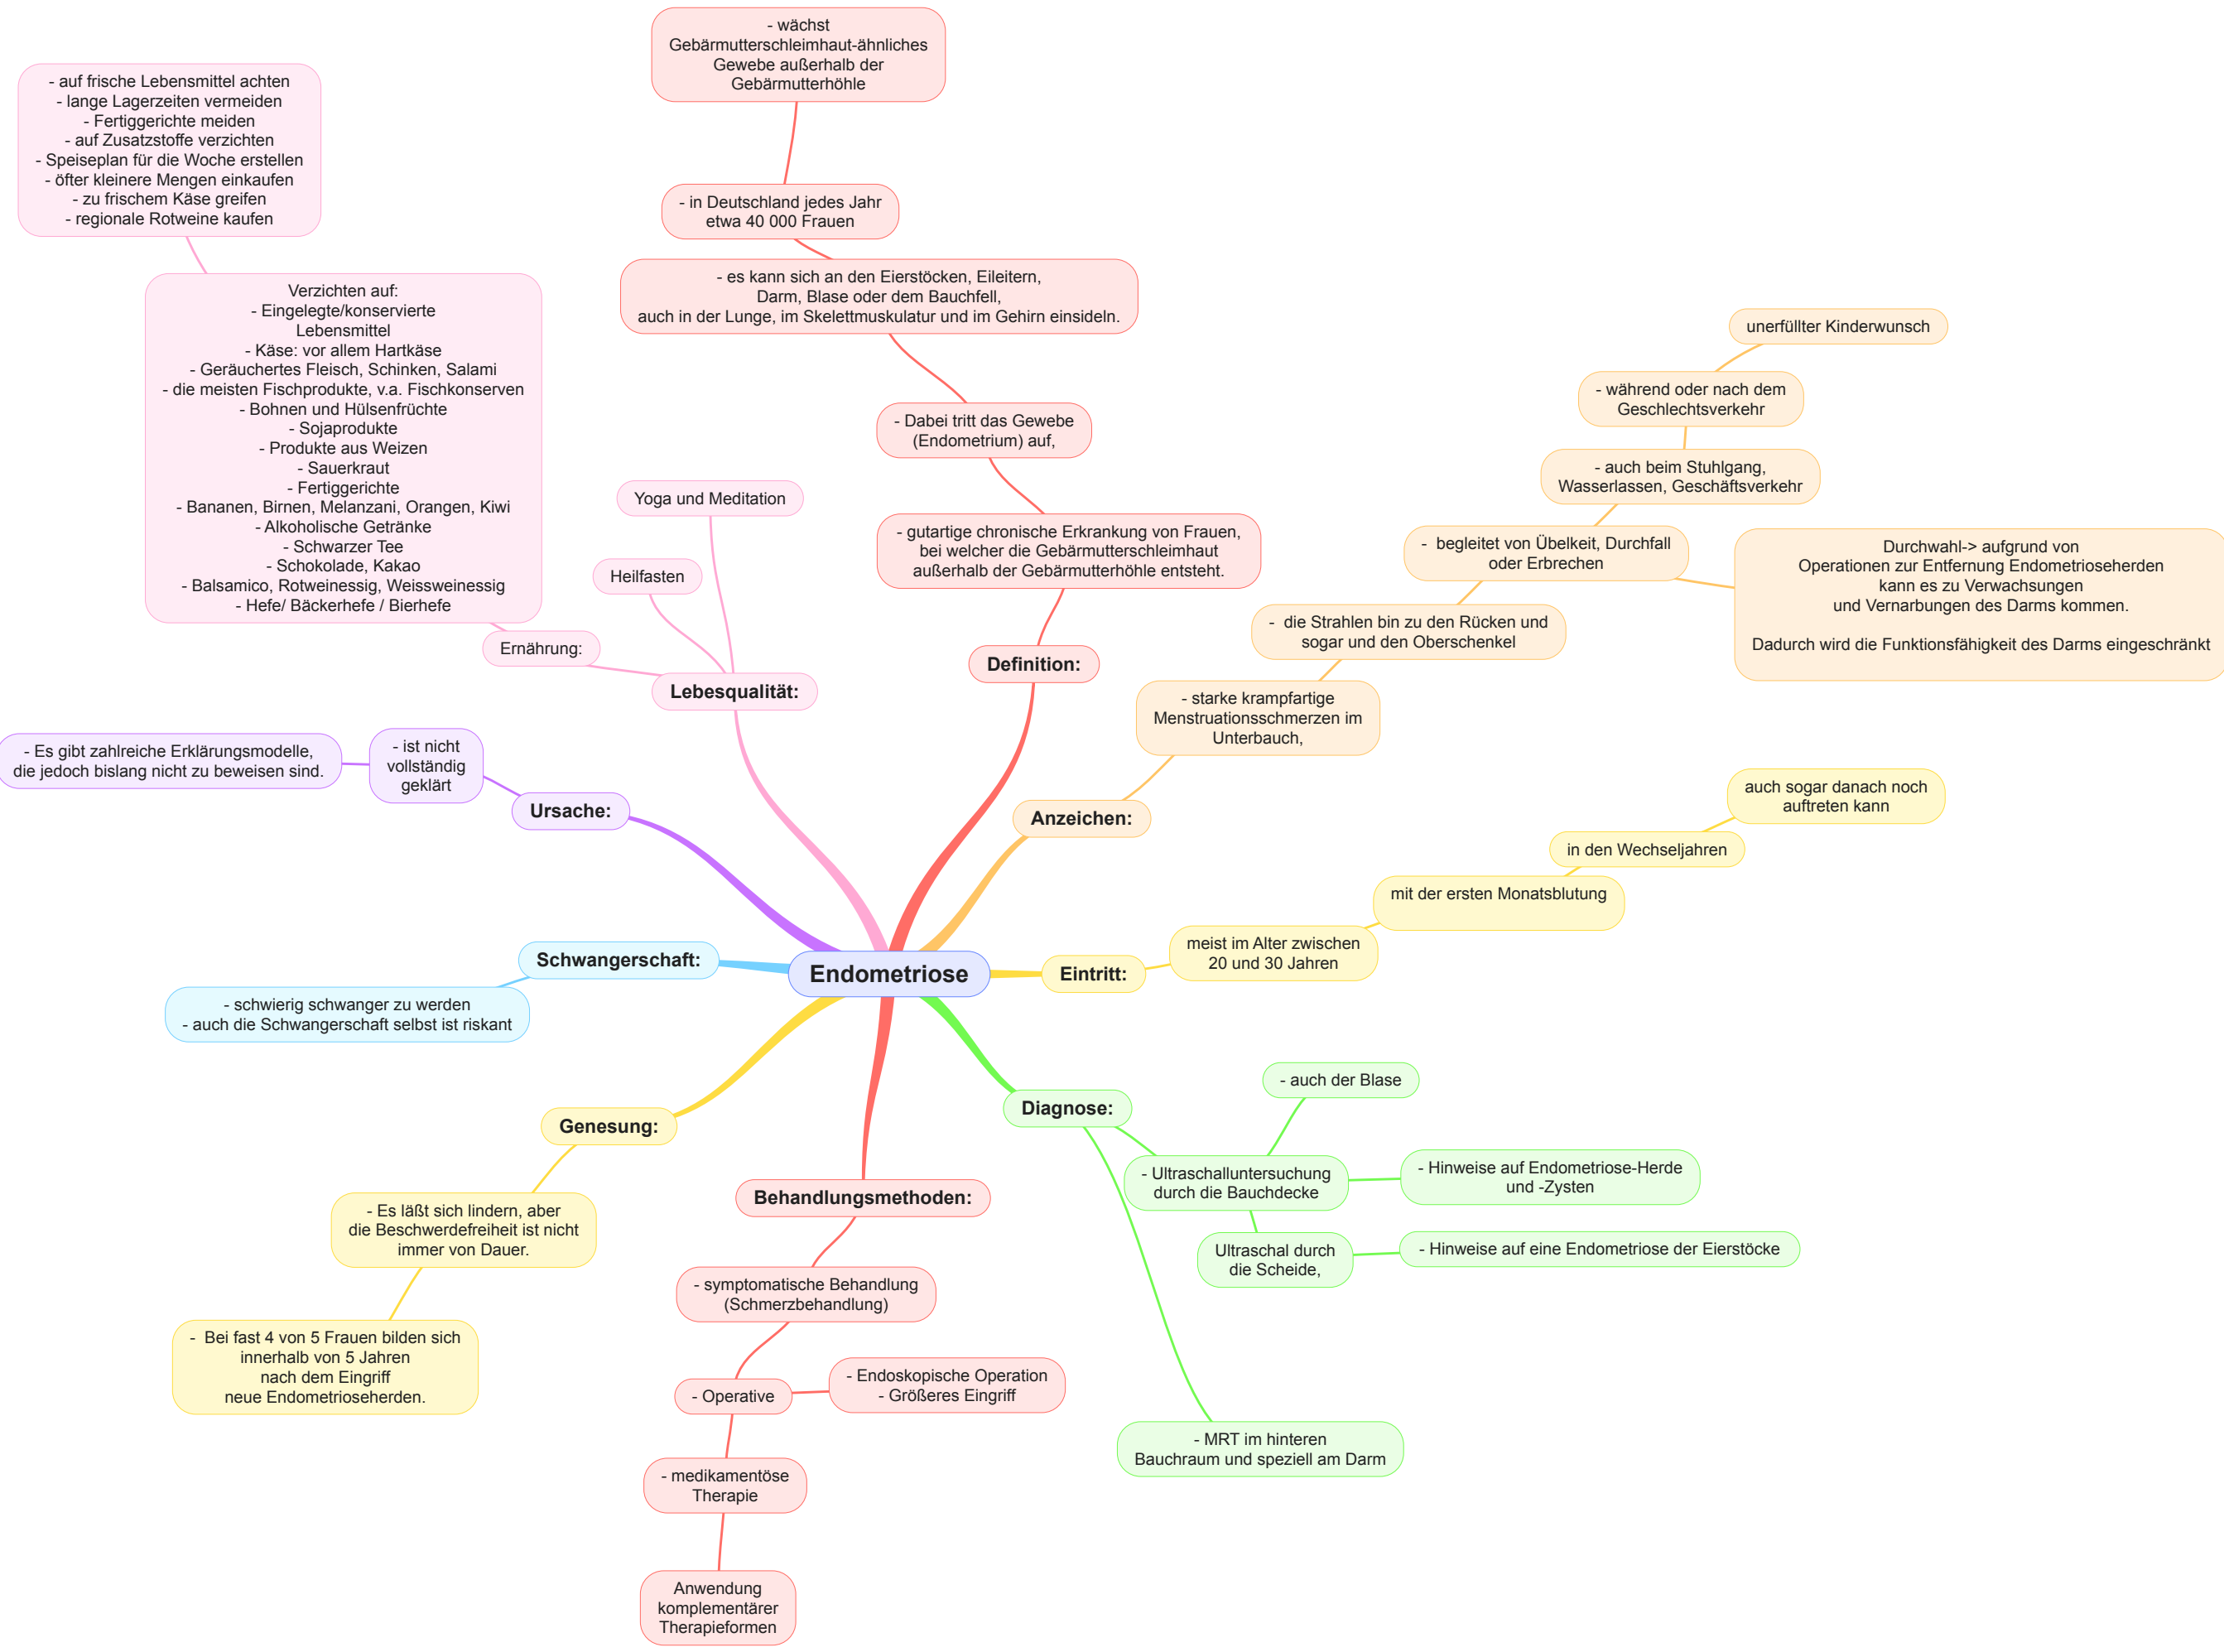 Endometriose
Definition:
- gutartige chronische Erkrankung von Frauen,
bei welcher die Gebärmutterschleimhaut
außerhalb der Gebärmutterhöhle entsteht.
- Dabei tritt das Gewebe
(Endometrium) auf,
- es kann sich an den Eierstöcken, Eileitern,
Darm, Blase oder dem Bauchfell,
auch in der Lunge, im Skelettmuskulatur und im Gehirn einsideln.
- in Deutschland jedes Jahr
etwa 40 000 Frauen
- wächst
Gebärmutterschleimhaut-ähnliches
Gewebe außerhalb der
Gebärmutterhöhle
Anzeichen:
- starke krampfartige
Menstruationsschmerzen im
Unterbauch,
- die Strahlen bin zu den Rücken und
sogar und den Oberschenkel
- begleitet von Übelkeit, Durchfall
oder Erbrechen
Durchwahl-> aufgrund von
Operationen zur Entfernung Endometrioseherden
kann es zu Verwachsungen
und Vernarbungen des Darms kommen.
Dadurch wird die Funktionsfähigkeit des Darms eingeschränkt
- auch beim Stuhlgang,
Wasserlassen, Geschäftsverkehr
- während oder nach dem
Geschlechtsverkehr
unerfüllter Kinderwunsch
Eintritt:
meist im Alter zwischen
20 und 30 Jahren
mit der ersten Monatsblutung
in den Wechseljahren
auch sogar danach noch
auftreten kann
Diagnose:
- Ultraschalluntersuchung
durch die Bauchdecke
- auch der Blase
- Hinweise auf Endometriose-Herde
und -Zysten
Ultraschal durch
die Scheide,
- Hinweise auf eine Endometriose der Eierstöcke
- MRT im hinteren
Bauchraum und speziell am Darm
Behandlungsmethoden:
- symptomatische Behandlung
(Schmerzbehandlung)
- Operative
- Endoskopische Operation
- Größeres Eingriff
- medikamentöse
Therapie
Anwendung
komplementärer
Therapieformen
Genesung:
- Es läßt sich lindern, aber
die Beschwerdefreiheit ist nicht
immer von Dauer.
- Bei fast 4 von 5 Frauen bilden sich
innerhalb von 5 Jahren
nach dem Eingriff
neue Endometrioseherden.
Schwangerschaft:
- schwierig schwanger zu werden
- auch die Schwangerschaft selbst ist riskant
Ursache:
- ist nicht
vollständig
geklärt
- Es gibt zahlreiche Erklärungsmodelle,
die jedoch bislang nicht zu beweisen sind.
Lebesqualität:
Ernährung:
Verzichten auf:
- Eingelegte/konservierte
Lebensmittel
- Käse: vor allem Hartkäse
- Geräuchertes Fleisch, Schinken, Salami
- die meisten Fischprodukte, v.a. Fischkonserven
- Bohnen und Hülsenfrüchte
- Sojaprodukte
- Produkte aus Weizen
- Sauerkraut
- Fertiggerichte
- Bananen, Birnen, Melanzani, Orangen, Kiwi
- Alkoholische Getränke
- Schwarzer Tee
- Schokolade, Kakao
- Balsamico, Rotweinessig, Weissweinessig
- Hefe/ Bäckerhefe / Bierhefe
- auf frische Lebensmittel achten
- lange Lagerzeiten vermeiden
- Fertiggerichte meiden
- auf Zusatzstoffe verzichten
- Speiseplan für die Woche erstellen
- öfter kleinere Mengen einkaufen
- zu frischem Käse greifen
- regionale Rotweine kaufen
Heilfasten
Yoga und Meditation